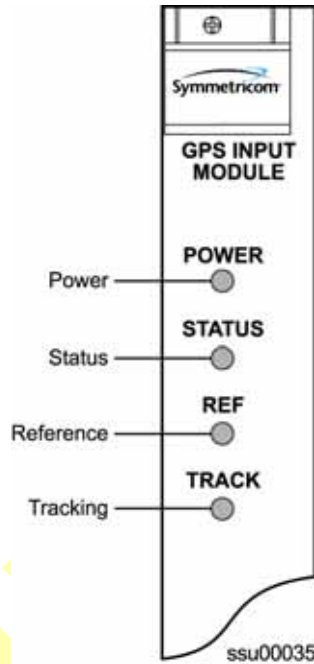 Symmetricom
GPS INPUT
MODULE
POWER
Power
STATUS
Status
REF
Reference
TRACK
Tracking
ssu00035